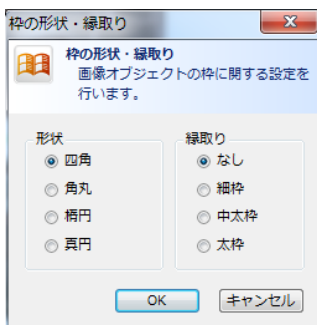 枠の形状・縁取り
枠の形状・縁取り
画像オブジェクトの枠に関する設定を
行います。
形状
四角
角丸
楕円
真円
縁取り
なし
細枠
中太枠
太枠
OK
キャンセル